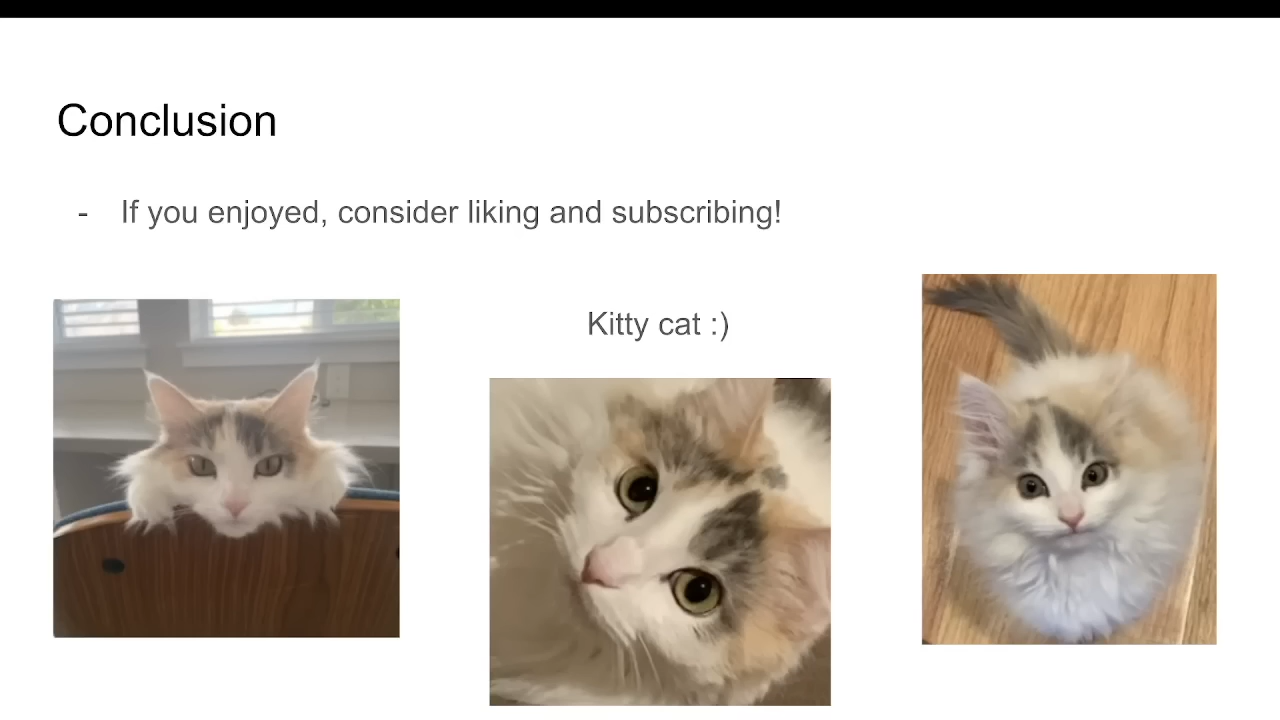 Conclusion
- If you enjoyed, consider liking and subscribing!
Kitty cat :)